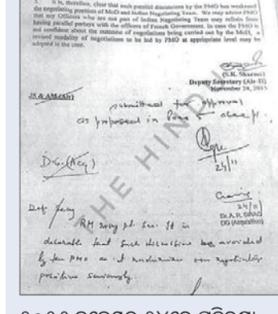 5. It is, therefore, clear that such parallel discussions by the PMO has weakened
the negotiating position of MoD and Indian Negotiating Team. We may advise PMO
that any Officers who are not part of Indian Negotiating Team may refrain from
having parallel parleys with the officers of French Government. In case the PMO is
not confident about the outcome of negotiations being carried out by the MoD, a
revised modality of negotiations to be led by PMO at appropriate level may be
adopted in the case.
(S.K. Sharma)
Deputy Secretary (Air-II)
November 24, 2015
JS & AM(Air)
submitted for approval
as proposed in Para 5
24/11
DG(Acq)
THE HINDU
Dr. A. R.
DG (Acquisition)
RM may pl. see. It is
desirable that such discussions be avoided
by the PMO as it undermines our negotiating
position seriously.